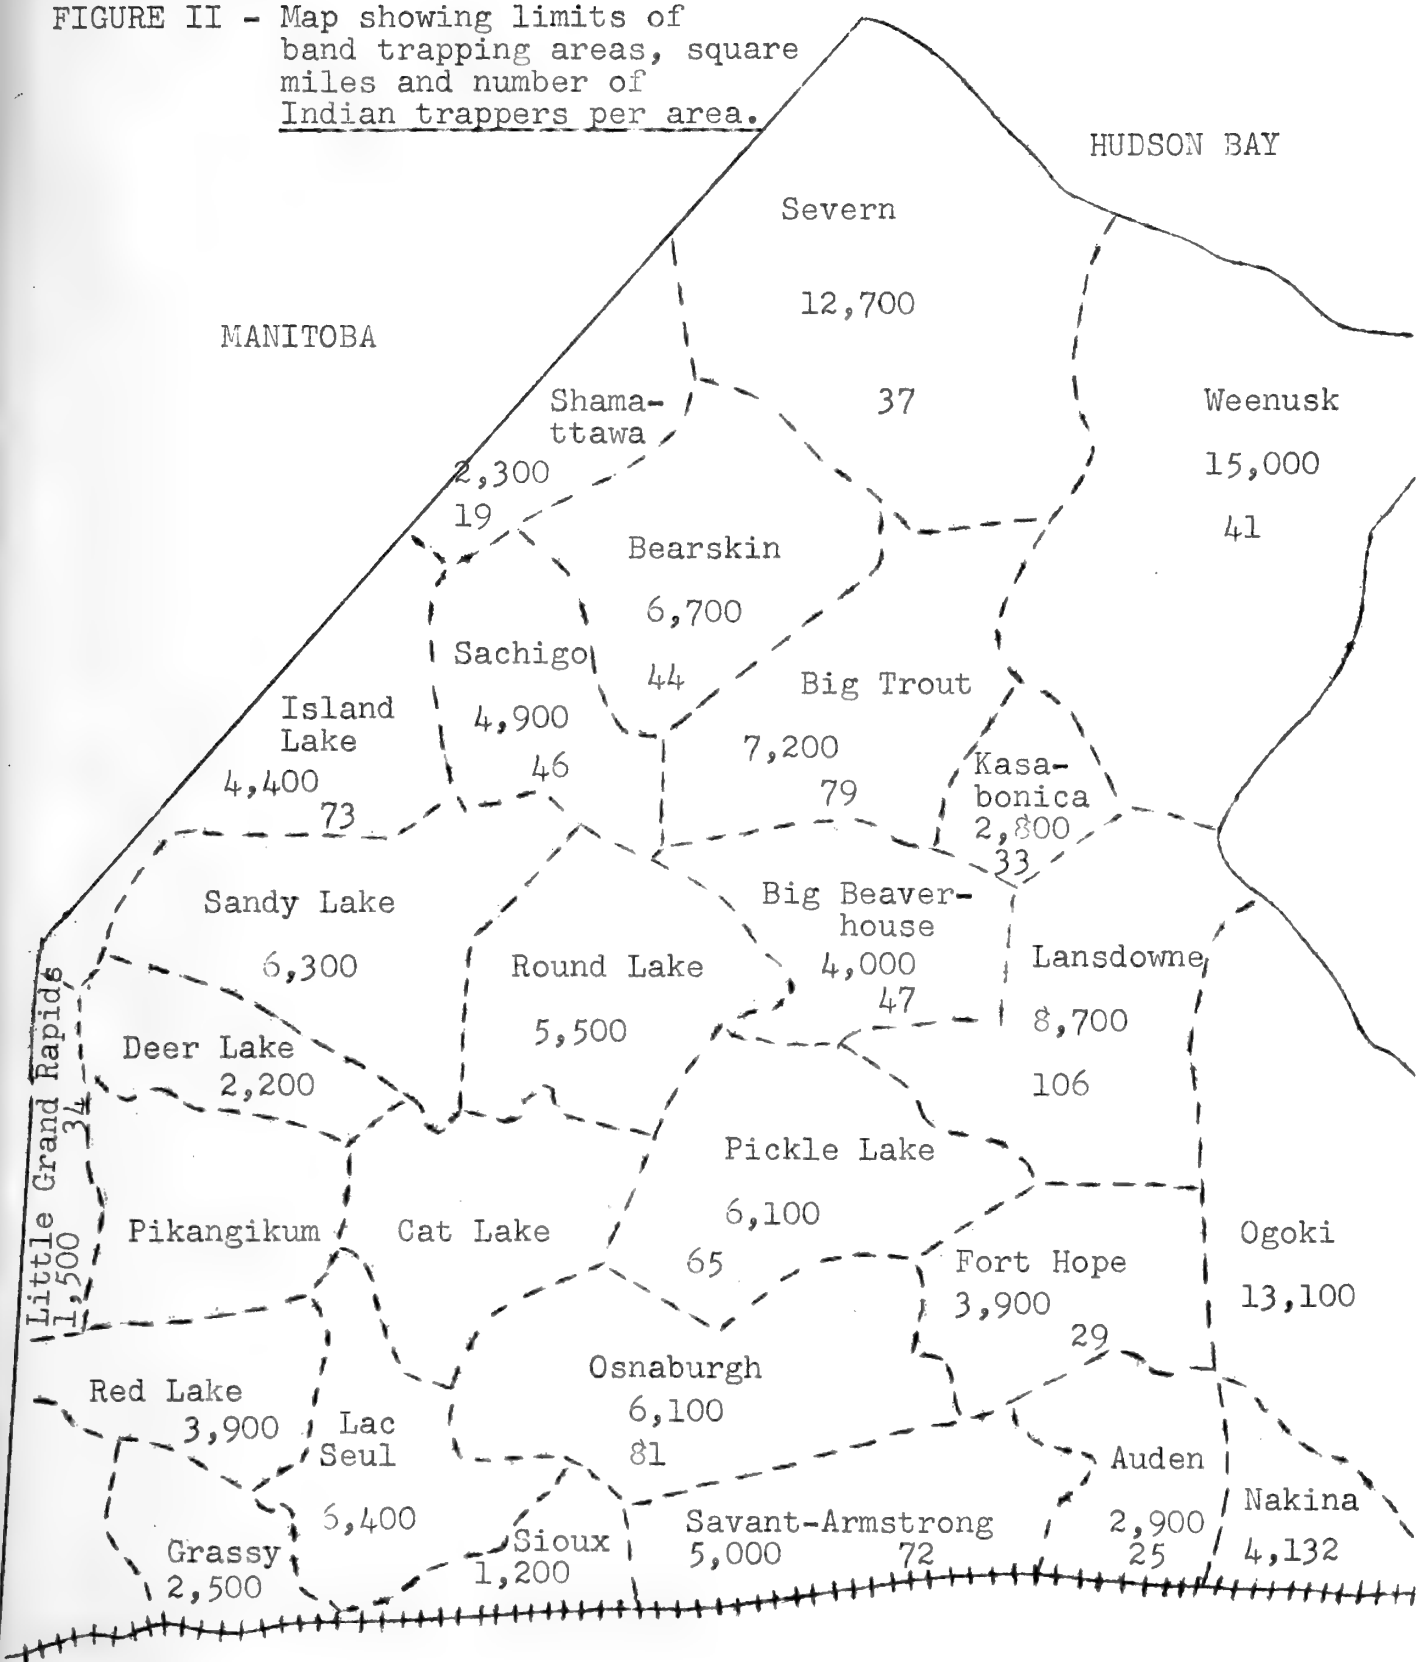 FIGURE II - Map showing limits of
band trapping areas, square
miles and number of
Indian trappers per area.
HUDSON BAY
MANITOBA
Severn
12,700
37
Shama-
ttawa
2,300
19
Weenusk
15,000
41
Bearskin
6,700
44
Sachigo
4,900
46
Island
Lake
4,400
73
Big Trout
7,200
79
Kasa-
bonica
2,800
33
Sandy Lake
6,300
Round Lake
5,500
Big Beaver-
house
4,000
47
Lansdowne
8,700
106
Deer Lake
2,200
Little Grand Rapids
1,500 34
Pikangikum
Cat Lake
Pickle Lake
6,100
65
Fort Hope
3,900
29
Ogoki
13,100
Red Lake
3,900
Lac
Seul
Osnaburgh
6,100
81
Auden
2,900
25
Nakina
4,132
Grassy
2,500
Sioux
1,200
Savant-Armstrong
5,000 72